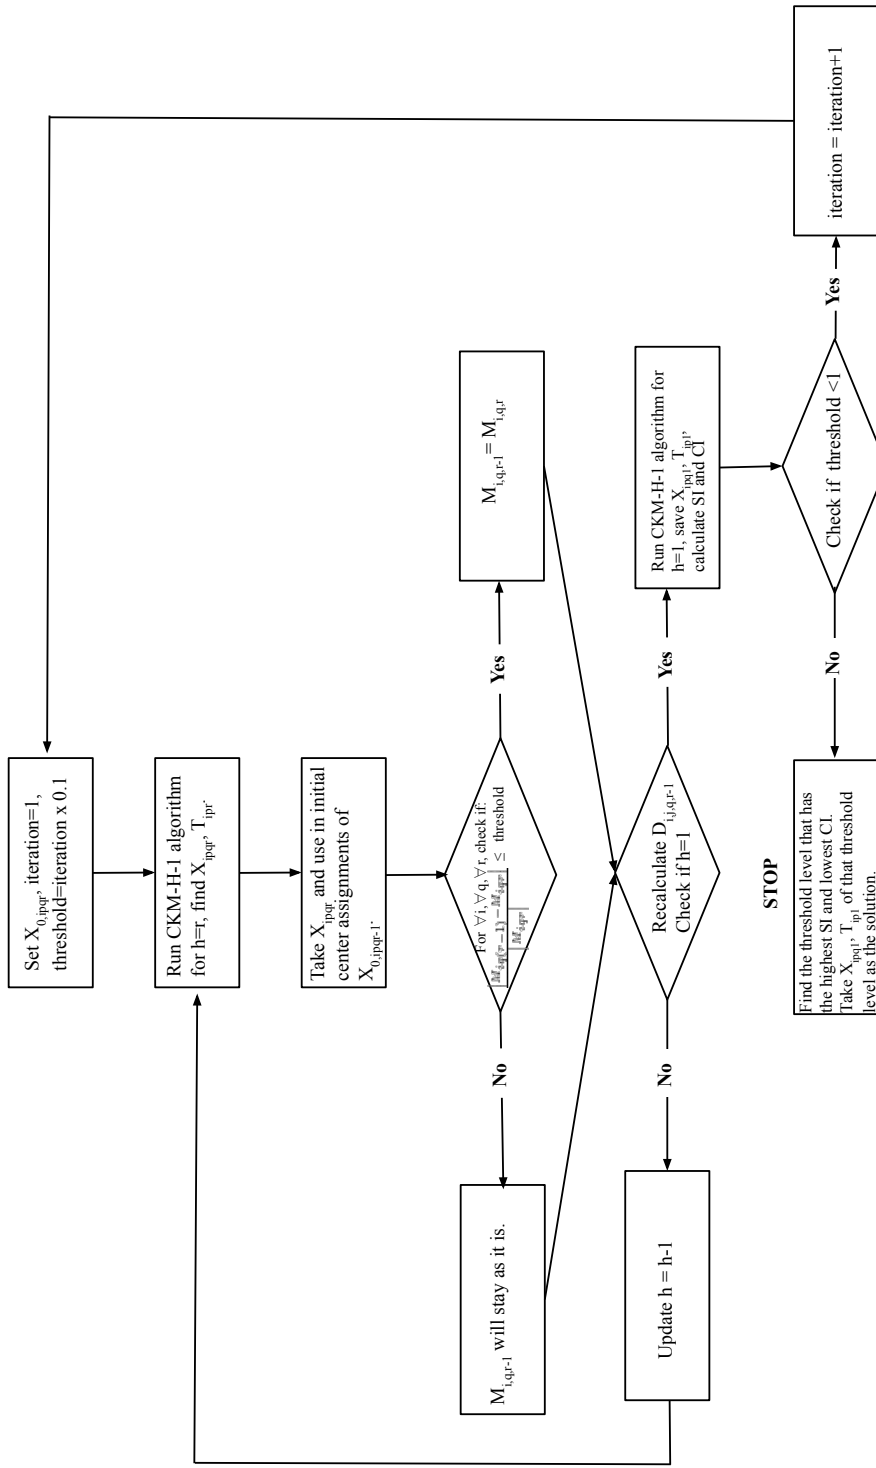 Set X0,ipqr, iteration=1,
threshold=iteration x 0.1
Run CKM-H-1 algorithm
for h=r, find Xipqr, Tipr.
Take Xipqr. and use in initial
center assignments of
X0,ipqr-1.
For ∀i, ∀q, ∀r, check if:
|Miq(r−1) − Miqr| / |Miqr| ≤ threshold
Yes
No
Mi,q,r-1 = Mi,q,r
Mi,q,r-1 will stay as it is.
Recalculate Di,j,q,r-1
Check if h=1
Yes
No
Update h = h-1
Run CKM-H-1 algorithm for
h=1, save Xipq1, Tip1,
calculate SI and CI
Check if threshold <1
Yes
No
iteration = iteration+1
STOP
Find the threshold level that has
the highest SI and lowest CI.
Take Xipq1, Tip1 of that threshold
level as the solution.